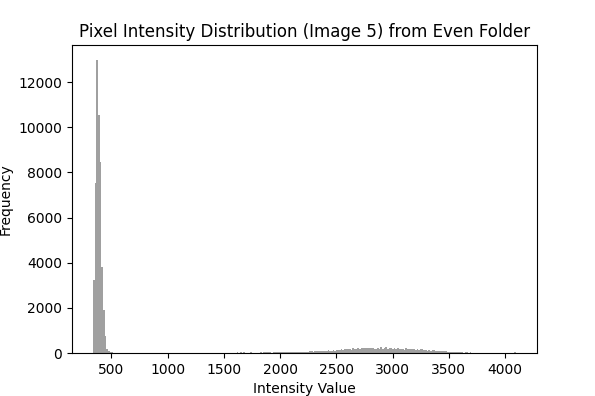 Pixel Intensity Distribution (Image 5) from Even Folder
12000
10000
8000
6000
4000
2000
0
Frequency
500 1000 1500 2000 2500 3000 3500 4000
Intensity Value